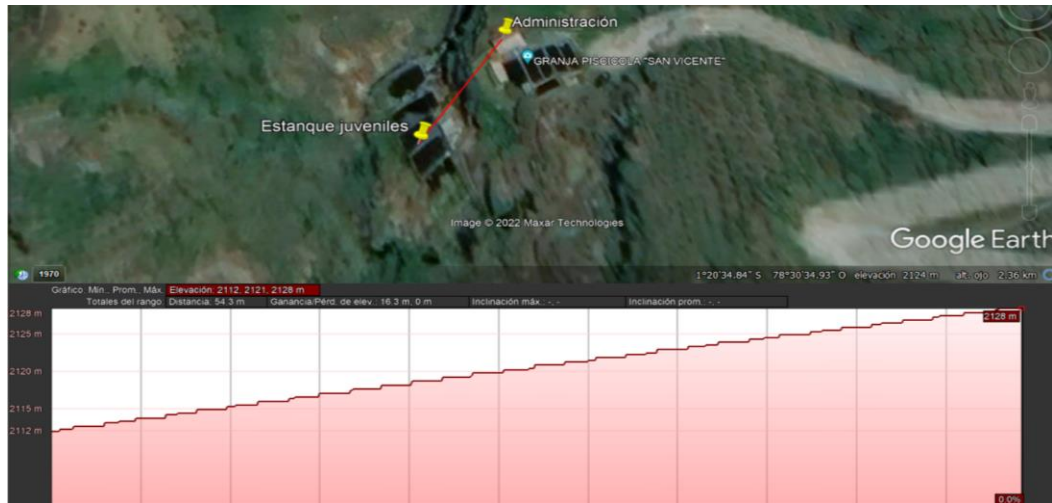 Administración
GRANJA PISCICOLA "SAN VICENTE"
Estanque juveniles
Image © 2022 Maxar Technologies
Google Earth
1970
1°20'34.84" S 78°30'34.93" O elevación 2124 m alt. ojo 2.36 km
Gráfico: Mín., Prom., Máx. Elevación: 2112, 2121, 2128 m
Totales del rango: Distancia: 54.3 m Ganancia/Pérd. de elev.: 16.3 m, 0 m Inclinación máx.: -, - Inclinación prom.: -, -
2128 m
2128 m
2125 m
2120 m
2115 m
2112 m
0.0%